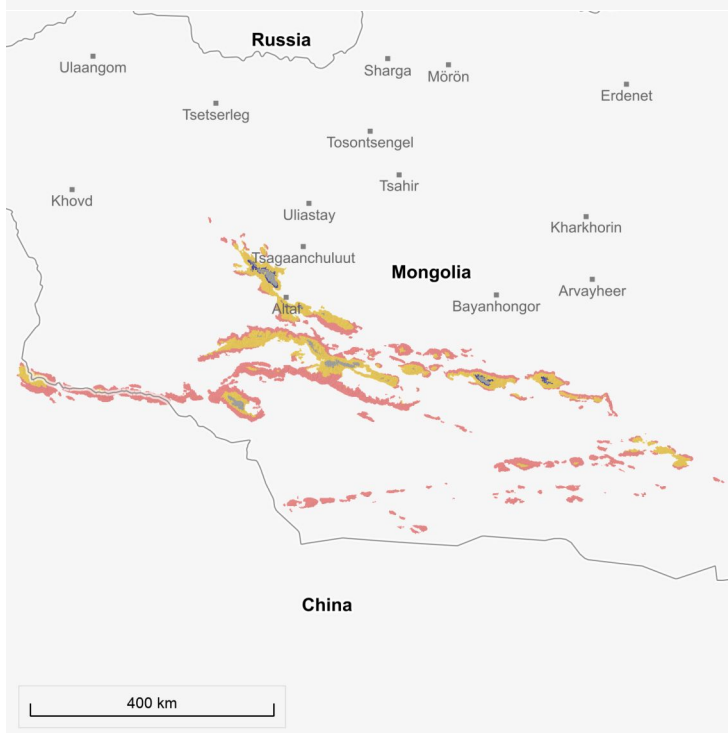 Russia
Ulaangom
Sharga
Mörön
Erdenet
Tsetserleg
Tosontsengel
Tsahir
Khovd
Uliastay
Kharkhorin
Tsagaanchuluut
Mongolia
Arvayheer
Bayanhongor
Altai
China
400 km